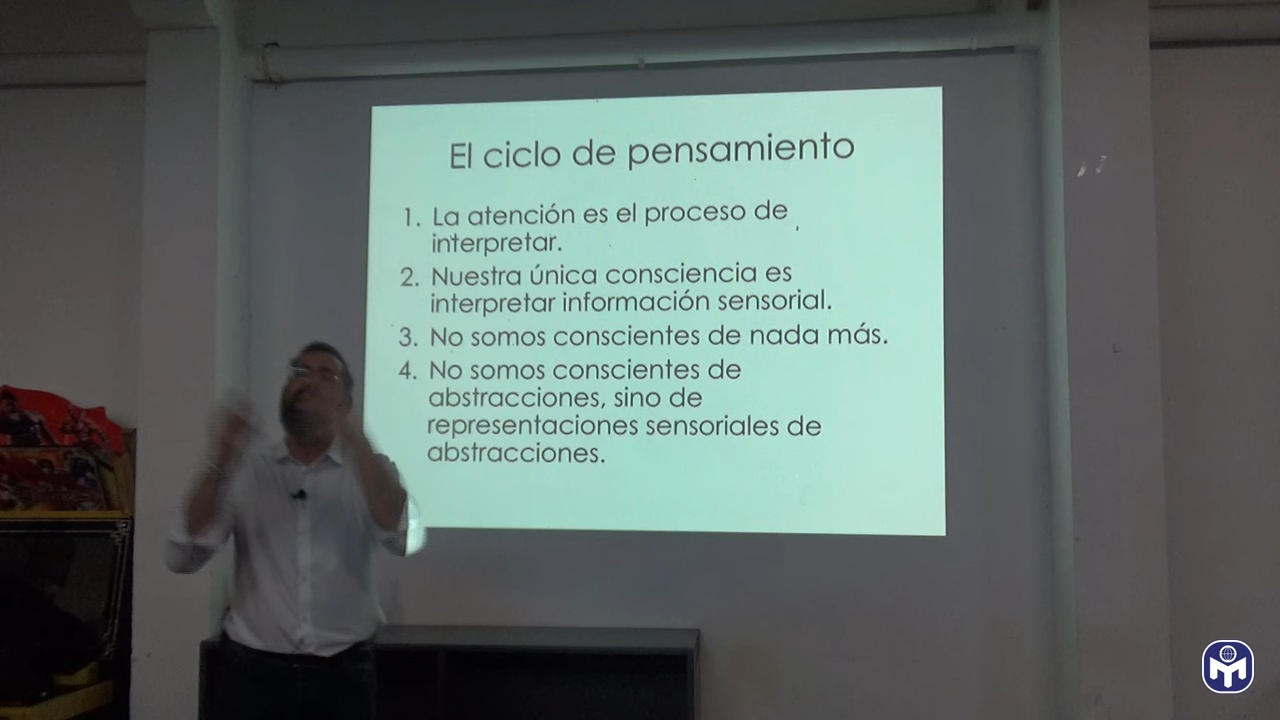 El ciclo de pensamiento
1. La atención es el proceso de
interpretar.
2. Nuestra única consciencia es
interpretar información sensorial.
3. No somos conscientes de nada más.
4. No somos conscientes de
abstracciones, sino de
representaciones sensoriales de
abstracciones.